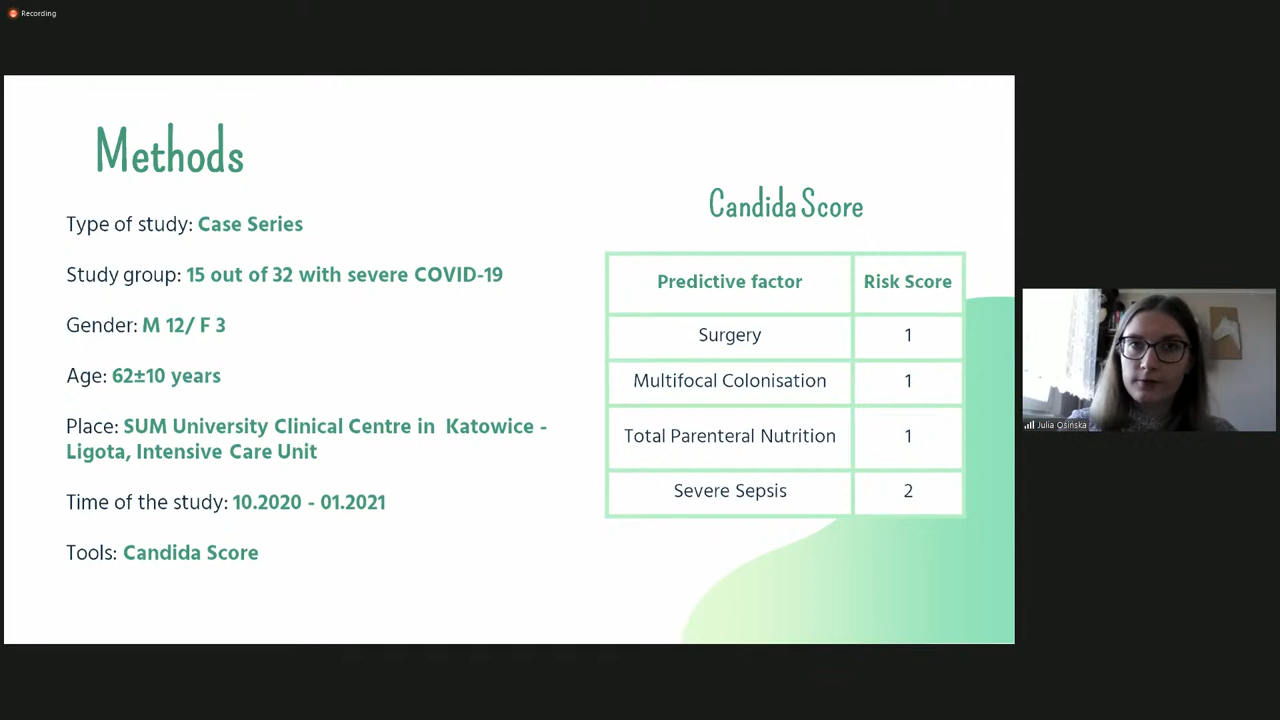 Recording
Methods
Type of study: Case Series
Study group: 15 out of 32 with severe COVID-19
Gender: M 12/ F 3
Age: 62±10 years
Place: SUM University Clinical Centre in Katowice -
Ligota, Intensive Care Unit
Time of the study: 10.2020 - 01.2021
Tools: Candida Score
Candida Score
Predictive factor Risk Score
Surgery 1
Multifocal Colonisation 1
Total Parenteral Nutrition 1
Severe Sepsis 2
Julia Osińska